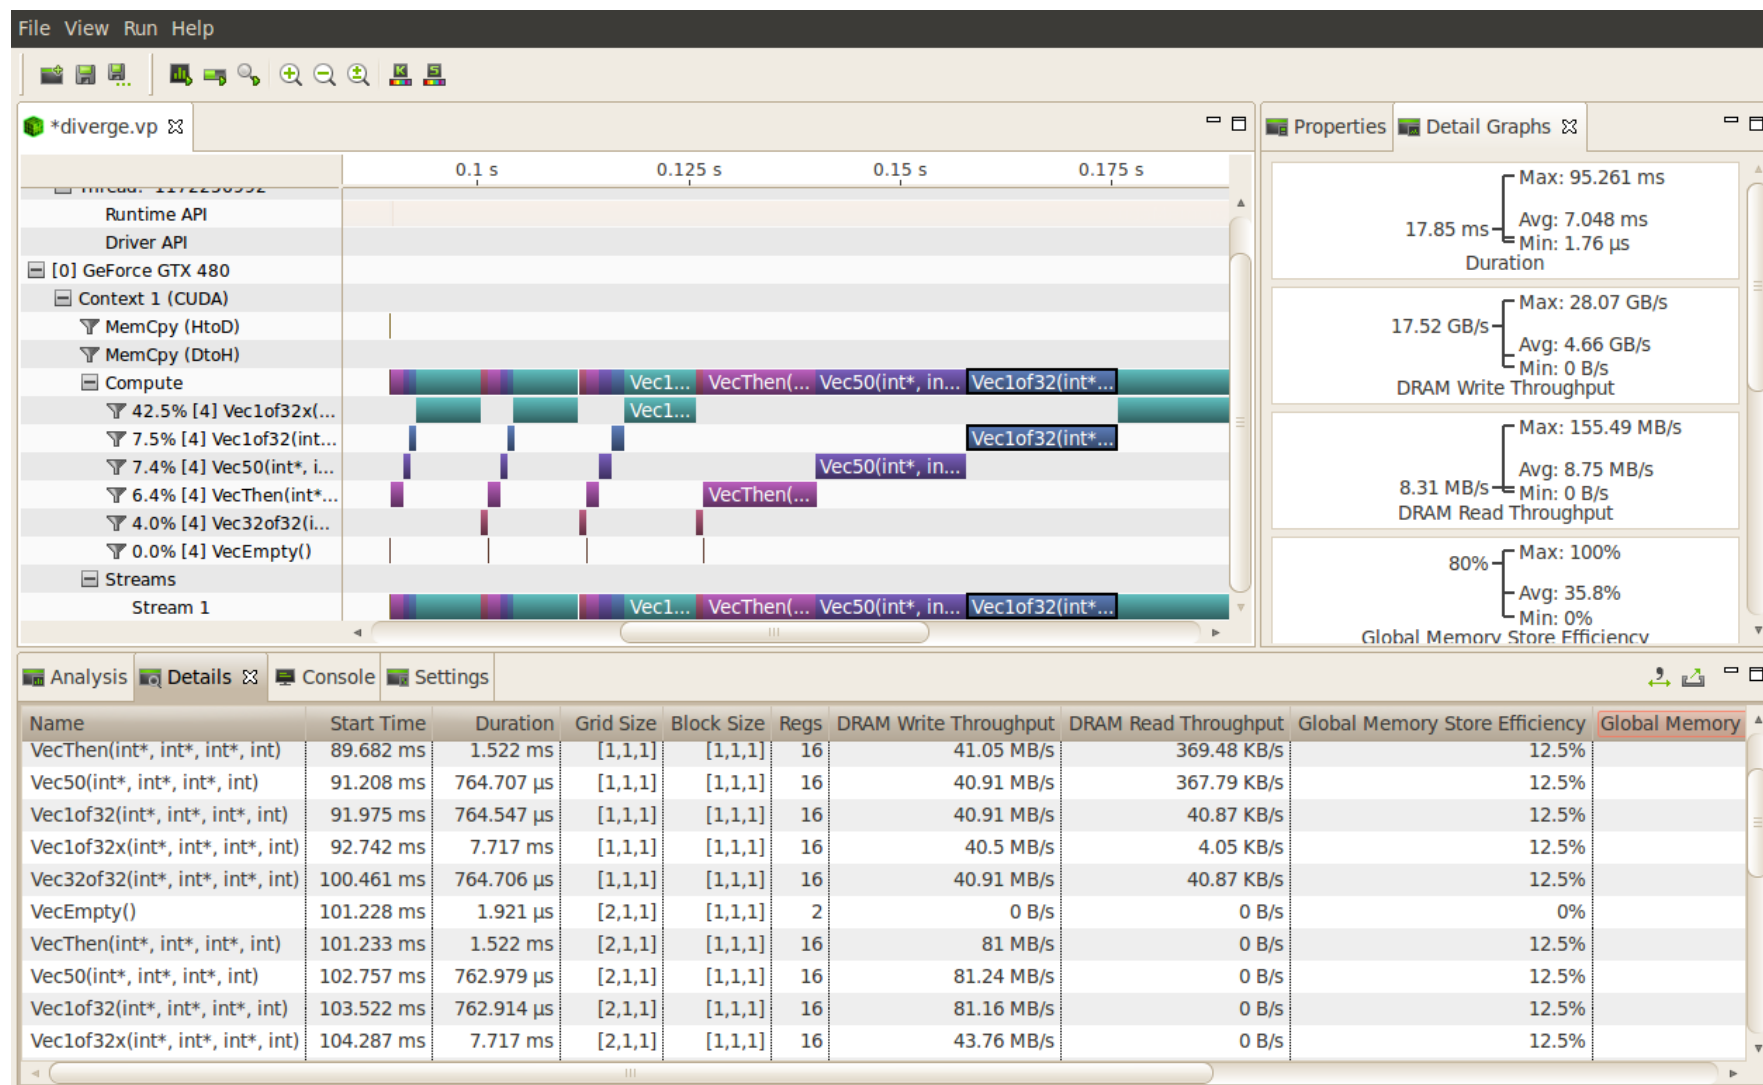 File View Run Help
*diverge.vp
0.1 s 0.125 s 0.15 s 0.175 s
Thread: -1172236992
Runtime API
Driver API
[0] GeForce GTX 480
Context 1 (CUDA)
MemCpy (HtoD)
MemCpy (DtoH)
Compute Vec1... VecThen(... Vec50(int*, in... Vec1of32(int*...
42.5% [4] Vec1of32x(... Vec1...
7.5% [4] Vec1of32(int... Vec1of32(int*...
7.4% [4] Vec50(int*, i... Vec50(int*, in...
6.4% [4] VecThen(int*... VecThen(...
4.0% [4] Vec32of32(i...
0.0% [4] VecEmpty()
Streams
Stream 1 Vec1... VecThen(... Vec50(int*, in... Vec1of32(int*...
Properties Detail Graphs
Max: 95.261 ms
17.85 ms Avg: 7.048 ms
Min: 1.76 µs
Duration
Max: 28.07 GB/s
17.52 GB/s
Avg: 4.66 GB/s
Min: 0 B/s
DRAM Write Throughput
Max: 155.49 MB/s
Avg: 8.75 MB/s
8.31 MB/s Min: 0 B/s
DRAM Read Throughput
80% Max: 100%
Avg: 35.8%
Min: 0%
Global Memory Store Efficiency
Analysis Details Console Settings
Name Start Time Duration Grid Size Block Size Regs DRAM Write Throughput DRAM Read Throughput Global Memory Store Efficiency Global Memory
VecThen(int*, int*, int*, int) 89.682 ms 1.522 ms [1,1,1] [1,1,1] 16 41.05 MB/s 369.48 KB/s 12.5%
Vec50(int*, int*, int*, int) 91.208 ms 764.707 µs [1,1,1] [1,1,1] 16 40.91 MB/s 367.79 KB/s 12.5%
Vec1of32(int*, int*, int*, int) 91.975 ms 764.547 µs [1,1,1] [1,1,1] 16 40.91 MB/s 40.87 KB/s 12.5%
Vec1of32x(int*, int*, int*, int) 92.742 ms 7.717 ms [1,1,1] [1,1,1] 16 40.5 MB/s 4.05 KB/s 12.5%
Vec32of32(int*, int*, int*, int) 100.461 ms 764.706 µs [1,1,1] [1,1,1] 16 40.91 MB/s 40.87 KB/s 12.5%
VecEmpty() 101.228 ms 1.921 µs [2,1,1] [1,1,1] 2 0 B/s 0 B/s 0%
VecThen(int*, int*, int*, int) 101.233 ms 1.522 ms [2,1,1] [1,1,1] 16 81 MB/s 0 B/s 12.5%
Vec50(int*, int*, int*, int) 102.757 ms 762.979 µs [2,1,1] [1,1,1] 16 81.24 MB/s 0 B/s 12.5%
Vec1of32(int*, int*, int*, int) 103.522 ms 762.914 µs [2,1,1] [1,1,1] 16 81.16 MB/s 0 B/s 12.5%
Vec1of32x(int*, int*, int*, int) 104.287 ms 7.717 ms [2,1,1] [1,1,1] 16 43.76 MB/s 0 B/s 12.5%